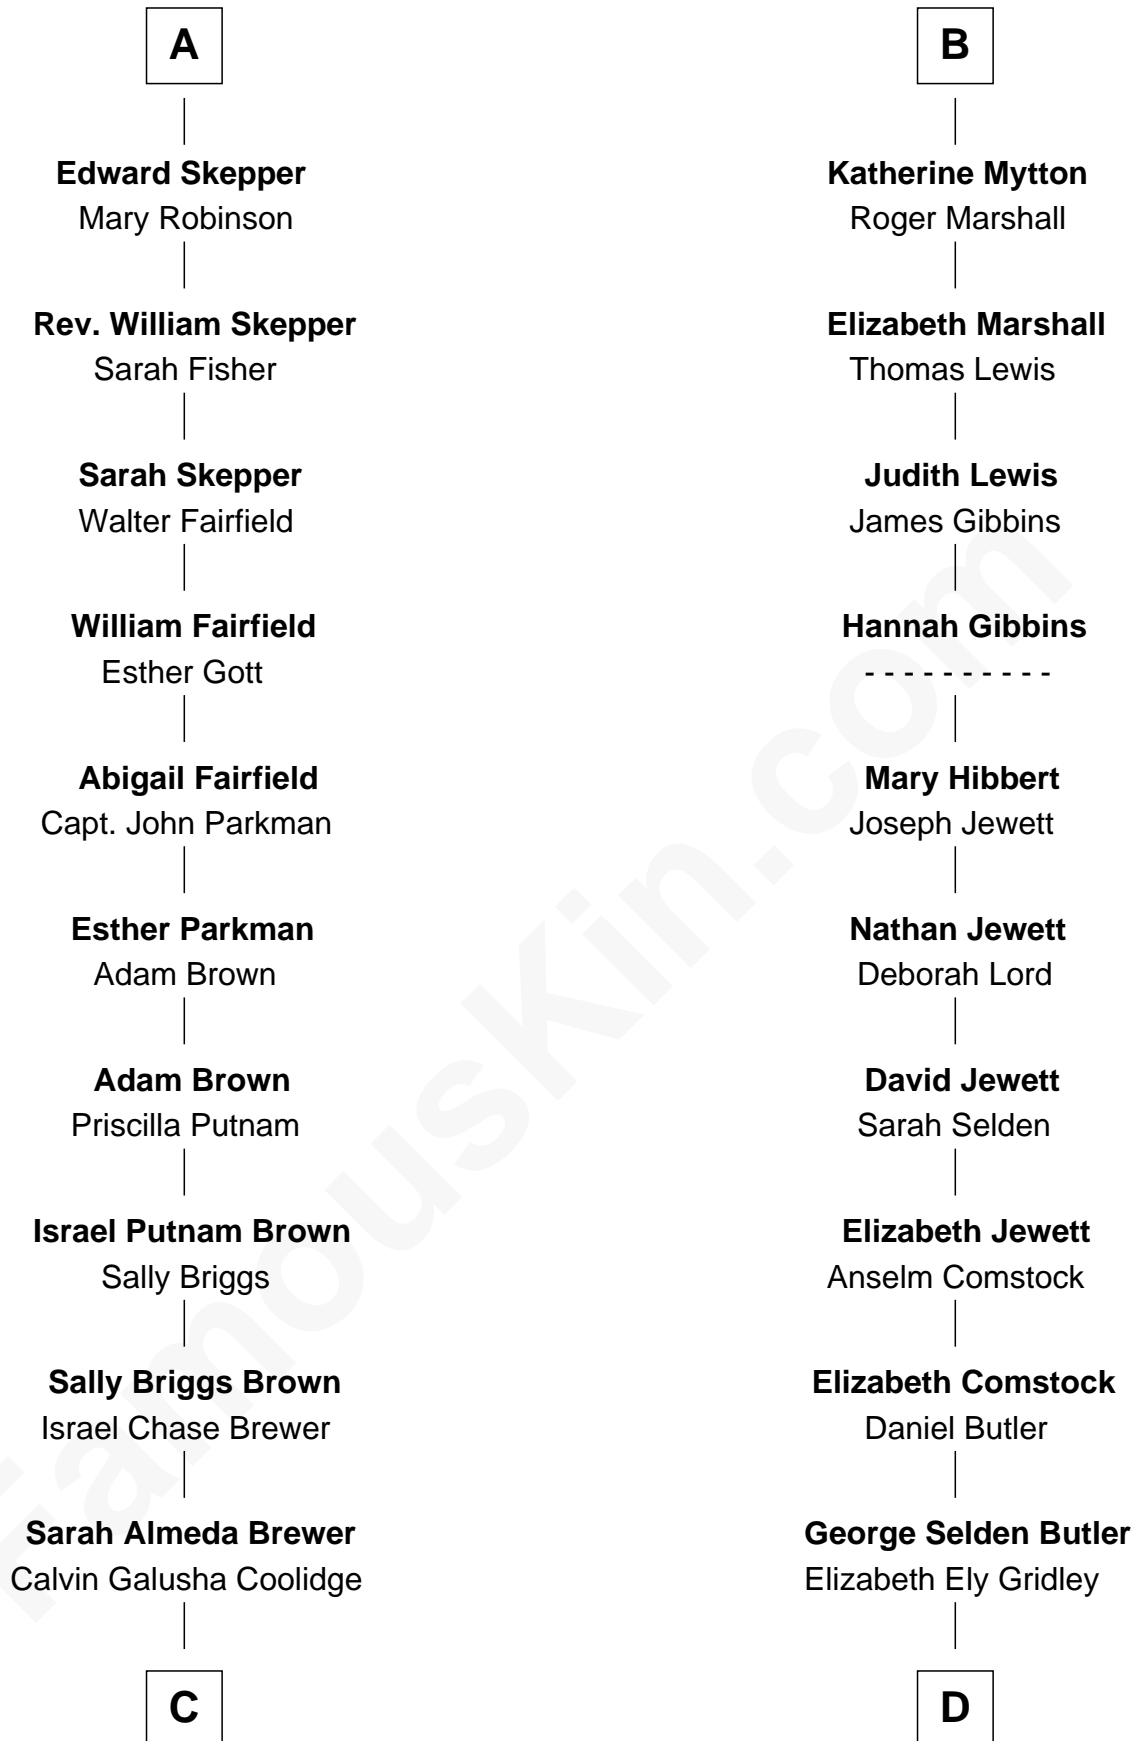 A
Edward Skepper
Mary Robinson
Rev. William Skepper
Sarah Fisher
Sarah Skepper
Walter Fairfield
William Fairfield
Esther Gott
Abigail Fairfield
Capt. John Parkman
Esther Parkman
Adam Brown
Adam Brown
Priscilla Putnam
Israel Putnam Brown
Sally Briggs
Sally Briggs Brown
Israel Chase Brewer
Sarah Almeda Brewer
Calvin Galusha Coolidge
C
B
Katherine Mytton
Roger Marshall
Elizabeth Marshall
Thomas Lewis
Judith Lewis
James Gibbins
Hannah Gibbins
- - - - - - - - - -
Mary Hibbert
Joseph Jewett
Nathan Jewett
Deborah Lord
David Jewett
Sarah Selden
Elizabeth Jewett
Anselm Comstock
Elizabeth Comstock
Daniel Butler
George Selden Butler
Elizabeth Ely Gridley
D
FamousKin.com